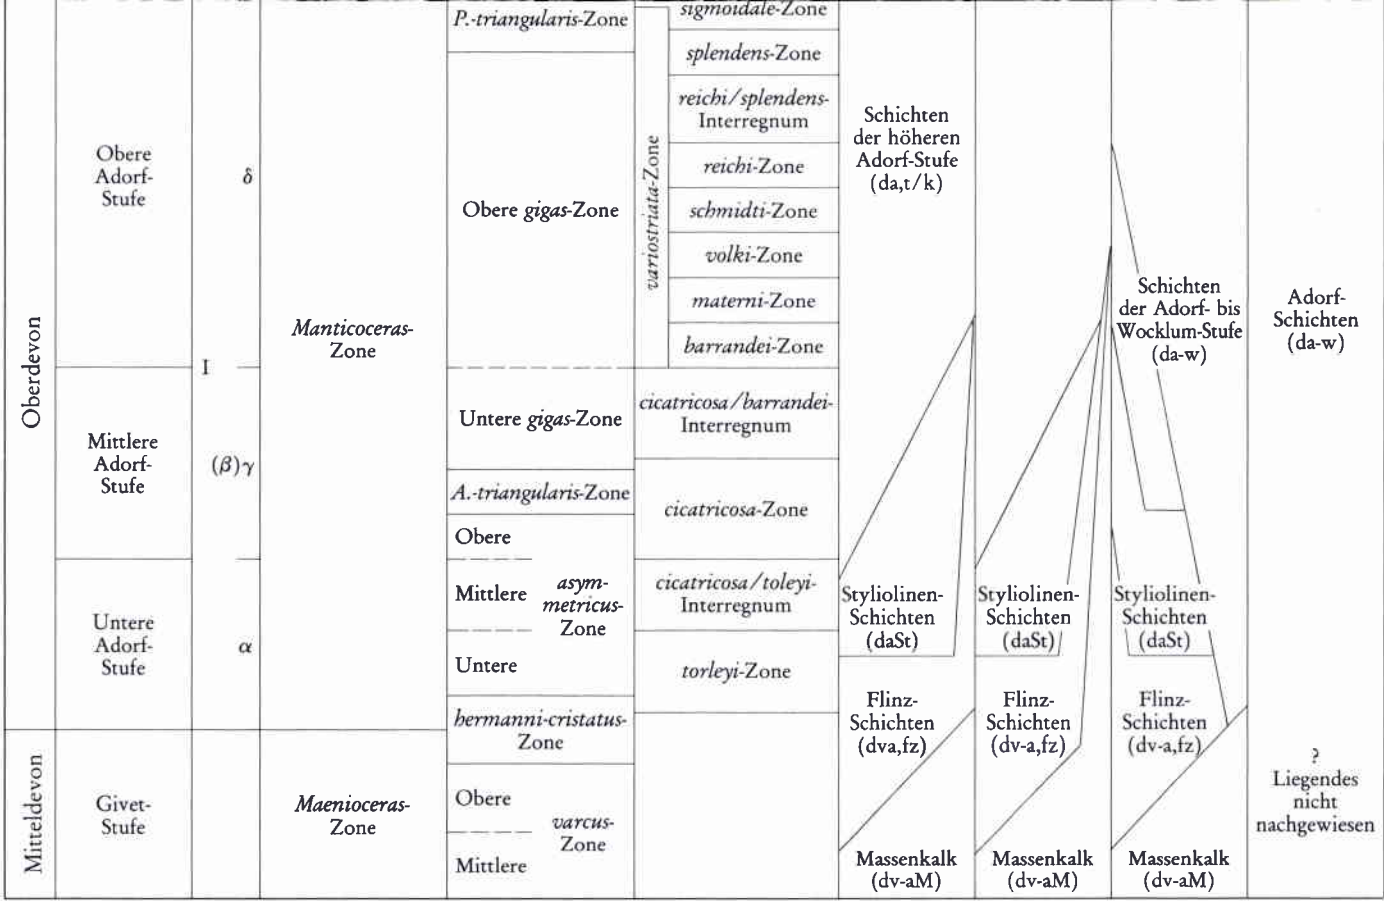 Oberdevon
Mitteldevon
Obere
Adorf-
Stufe
Mittlere
Adorf-
Stufe
Untere
Adorf-
Stufe
Givet-
Stufe
δ
I
(β)γ
α
Manticoceras-
Zone
Maenioceras-
Zone
P.-triangularis-Zone
Obere gigas-Zone
Untere gigas-Zone
A.-triangularis-Zone
Obere
Mittlere
Untere
asym-
metricus-
Zone
hermanni-cristatus-
Zone
Obere
Mittlere
varcus-
Zone
variostriata-Zone
sigmoidale-Zone
splendens-Zone
reichi/splendens-
Interregnum
reichi-Zone
schmidti-Zone
volki-Zone
materni-Zone
barrandei-Zone
cicatricosa/barrandei-
Interregnum
cicatricosa-Zone
cicatricosa/toleyi-
Interregnum
torleyi-Zone
Schichten
der höheren
Adorf-Stufe
(da,t/k)
Styliolinen-
Schichten
(daSt)
Flinz-
Schichten
(dva,fz)
Massenkalk
(dv-aM)
Styliolinen-
Schichten
(daSt)
Flinz-
Schichten
(dv-a,fz)
Massenkalk
(dv-aM)
Schichten
der Adorf- bis
Wocklum-Stufe
(da-w)
Styliolinen-
Schichten
(daSt)
Flinz-
Schichten
(dv-a,fz)
Massenkalk
(dv-aM)
Adorf-
Schichten
(da-w)
?
Liegendes
nicht
nachgewiesen